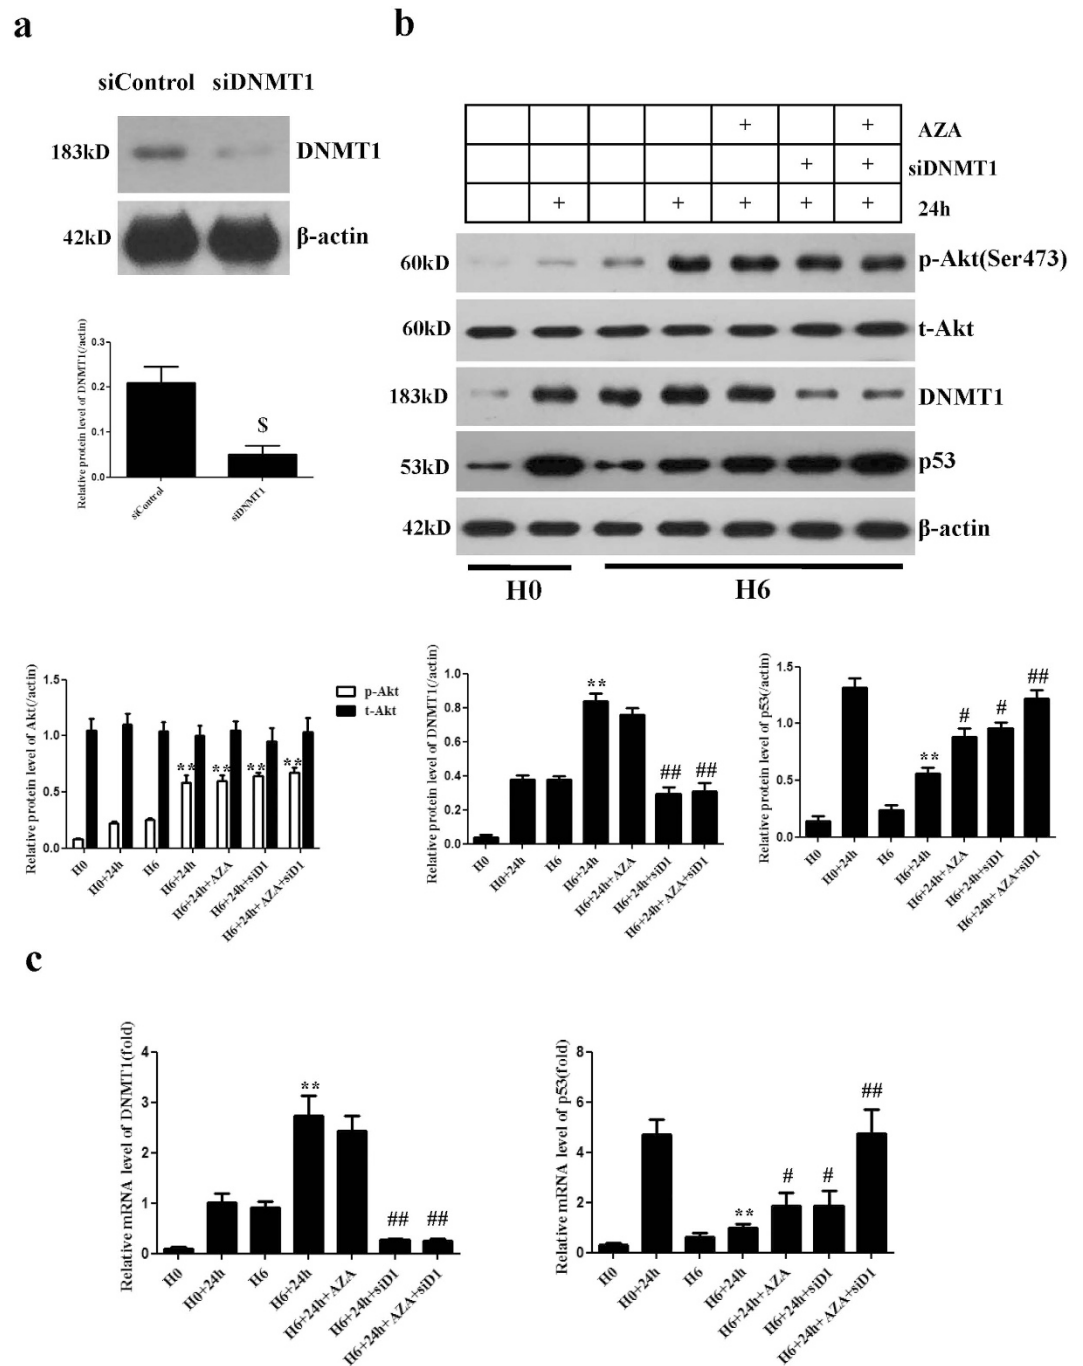 a
b
siControl siDNMT1
183kD DNMT1
42kD β-actin
Relative protein level of DNMT1(/actin)
0.3
0.2
0.1
0.0
$
siControl
siDNMT1
+ + AZA
+ + siDNMT1
+ + + + + 24h
60kD p-Akt(Ser473)
60kD t-Akt
183kD DNMT1
53kD p53
42kD β-actin
H0 H6
Relative protein level of Akt(/actin)
1.5
1.0
0.5
0.0
p-Akt
t-Akt
** ** ** **
H0
H0+24h
H6
H6+24h
H6+24h+AZA
H6+24h+siD1
H6+24h+AZA+siD1
Relative protein level of DNMT1(/actin)
1.0
0.8
0.6
0.4
0.2
0.0
** ## ##
H0
H0+24h
H6
H6+24h
H6+24h+AZA
H6+24h+siD1
H6+24h+AZA+siD1
Relative protein level of p53(/actin)
1.5
1.0
0.5
0.0
** # # ##
H0
H0+24h
H6
H6+24h
H6+24h+AZA
H6+24h+siD1
H6+24h+AZA+siD1
c
Relative mRNA level of DNMT1(fold)
4
3
2
1
0
** ## ##
H0
H0+24h
H6
H6+24h
H6+24h+AZA
H6+24h+siD1
H6+24h+AZA+siD1
Relative mRNA level of p53(fold)
8
6
4
2
0
** # # ##
H0
H0+24h
H6
H6+24h
H6+24h+AZA
H6+24h+siD1
H6+24h+AZA+siD1